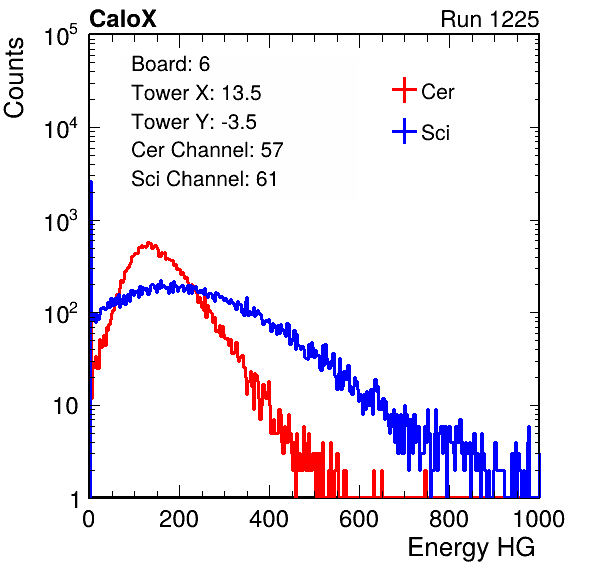 CaloX Run 1225
Counts
Board: 6
Tower X: 13.5
Tower Y: -3.5
Cer Channel: 57
Sci Channel: 61
Cer
Sci
10^5
10^4
10^3
10^2
10
1
0 200 400 600 800 1000
Energy HG